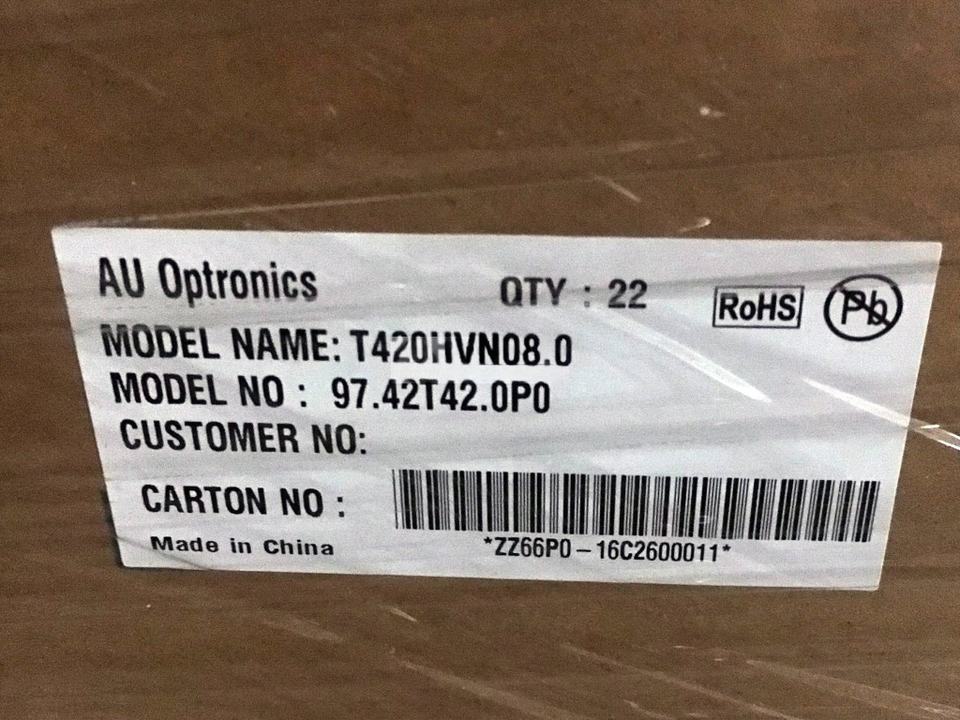 AU Optronics QTY : 22 RoHS Pb
MODEL NAME: T420HVN08.0
MODEL NO : 97.42T42.0P0
CUSTOMER NO:
CARTON NO :
*ZZ66P0-16C2600011*
Made in China